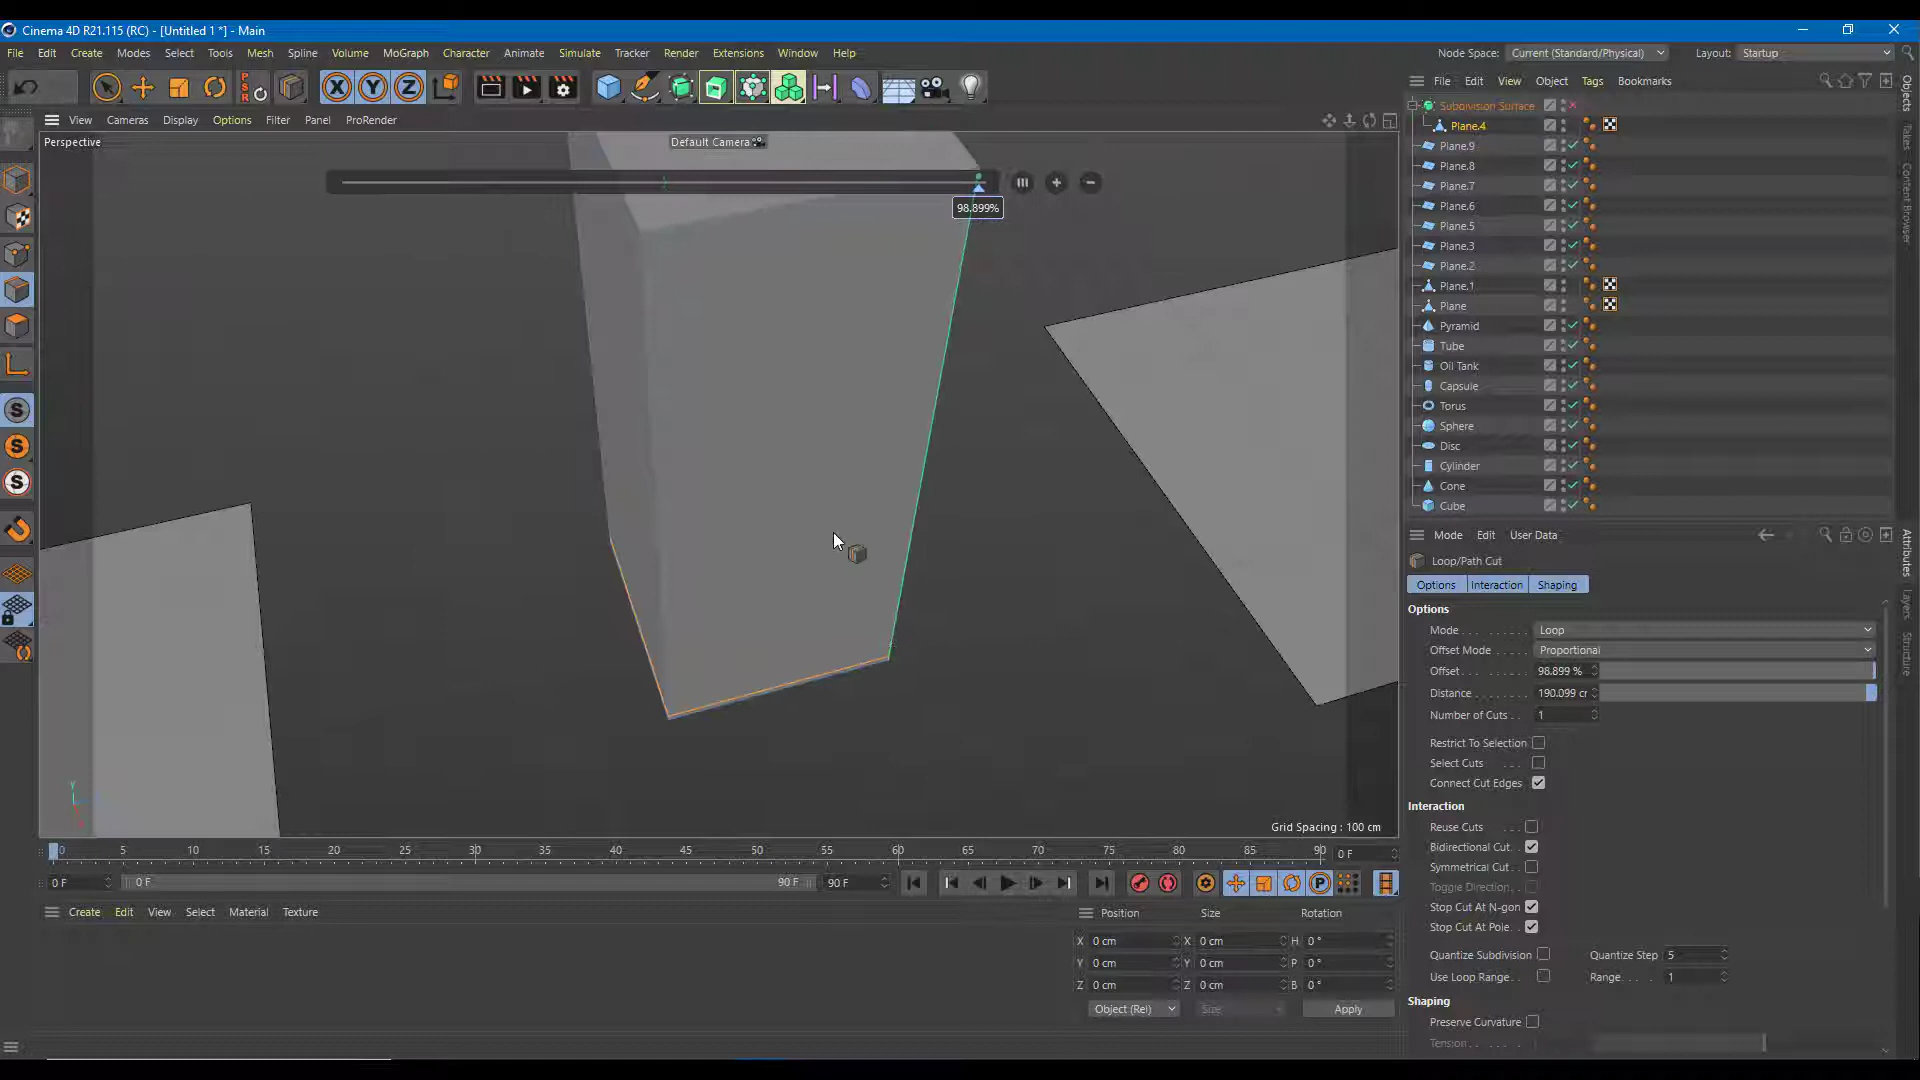 Cinema 4D R21.115 (RC) - [Untitled 1 *] - Main
File Edit Create Modes Select Tools Mesh Spline Volume MoGraph Character Animate Simulate Tracker Render Extensions Window Help
Node Space: Current (Standard/Physical) Layout: Startup
PSR
X Y Z
File Edit View Object Tags Bookmarks
View Cameras Display Options Filter Panel ProRender
Perspective
Default Camera
98.899%
Subdivision Surface
Plane.4
Plane.9
Plane.8
Plane.7
Plane.6
Plane.5
Plane.3
Plane.2
Plane.1
Plane
Pyramid
Tube
Oil Tank
Capsule
Torus
Sphere
Disc
Cylinder
Cone
Cube
Objects
Takes
Content Browser
S
S
S
Mode Edit User Data
Loop/Path Cut
Options Interaction Shaping
Options
Mode Loop
Offset Mode Proportional
Offset 98.899 %
Distance 190.099 cr
Number of Cuts 1
Restrict To Selection
Select Cuts
Connect Cut Edges
Interaction
Reuse Cuts
Bidirectional Cut
Symmetrical Cut
Toggle Direction
Stop Cut At N-gon
Stop Cut At Pole
Quantize Subdivision Quantize Step 5
Use Loop Range Range 1
Shaping
Preserve Curvature
Tension
Attributes
Layers
Structure
Y
Grid Spacing : 100 cm
0 5 10 15 20 25 30 35 40 45 50 55 60 65 70 75 80 85 90 0 F
0 F 0 F 90 F 90 F
P
Create Edit View Select Material Texture
Position Size Rotation
X 0 cm X 0 cm H 0 °
Y 0 cm Y 0 cm P 0 °
Z 0 cm Z 0 cm B 0 °
Object (Rel) Size Apply